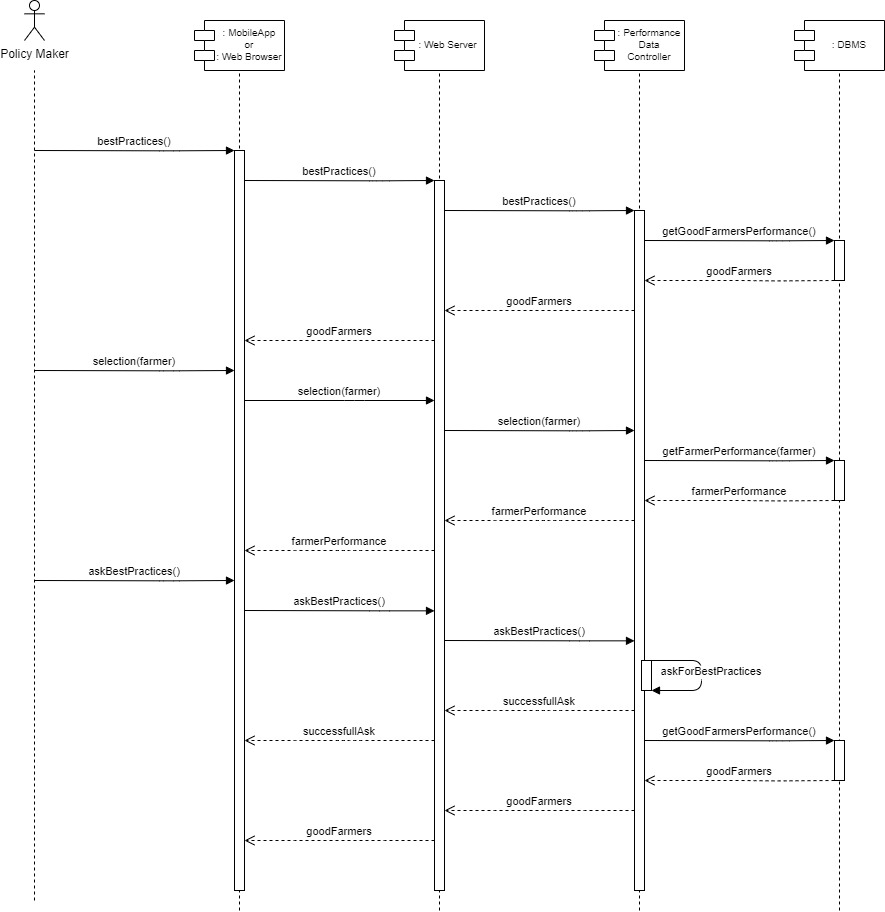 Policy Maker
: MobileApp
or
: Web Browser
: Web Server
: Performance
Data
Controller
: DBMS
bestPractices()
bestPractices()
bestPractices()
getGoodFarmersPerformance()
goodFarmers
goodFarmers
goodFarmers
selection(farmer)
selection(farmer)
selection(farmer)
getFarmerPerformance(farmer)
farmerPerformance
farmerPerformance
farmerPerformance
askBestPractices()
askBestPractices()
askBestPractices()
askForBestPractices
successfullAsk
successfullAsk
getGoodFarmersPerformance()
goodFarmers
goodFarmers
goodFarmers